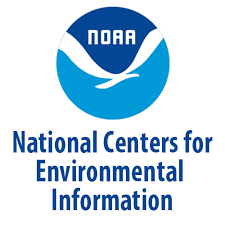 NOAA
National Centers for
Environmental
Information